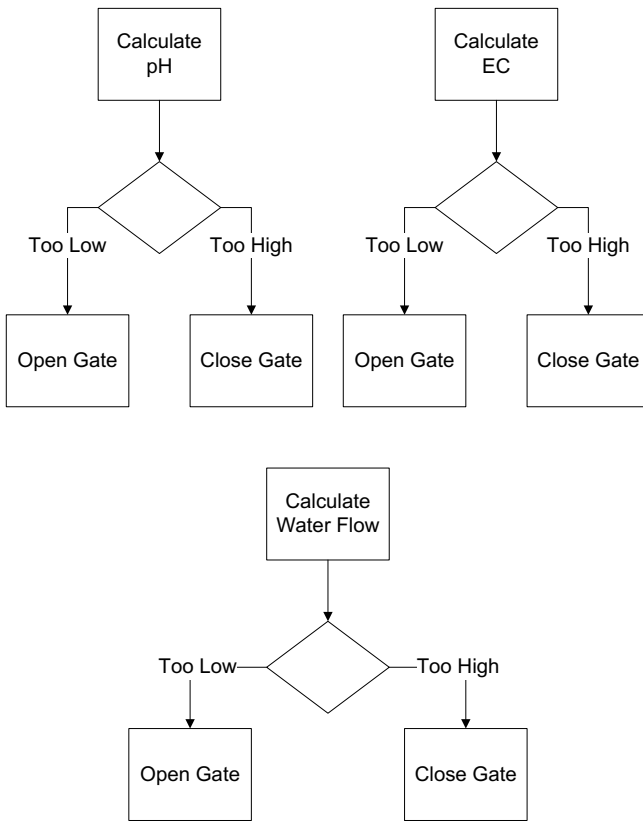 Calculate
pH
Calculate
EC
Too Low
Too High
Too Low
Too High
Open Gate
Close Gate
Open Gate
Close Gate
Calculate
Water Flow
Too Low
Too High
Open Gate
Close Gate